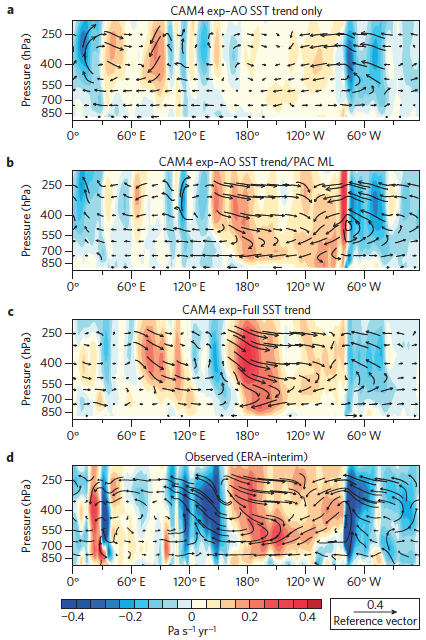 a CAM4 exp–AO SST trend only
Pressure (hPa)
250
400
550
700
850
0° 60° E 120° E 180° 120° W 60° W
b CAM4 exp–AO SST trend/PAC ML
Pressure (hPa)
250
400
550
700
850
0° 60° E 120° E 180° 120° W 60° W
c CAM4 exp–Full SST trend
Pressure (hPa)
250
400
550
700
850
0° 60° E 120° E 180° 120° W 60° W
d Observed (ERA–interim)
Pressure (hPa)
250
400
550
700
850
0° 60° E 120° E 180° 120° W 60° W
−0.4 −0.2 0 0.2 0.4
Pa s⁻¹ yr⁻¹
0.4
Reference vector